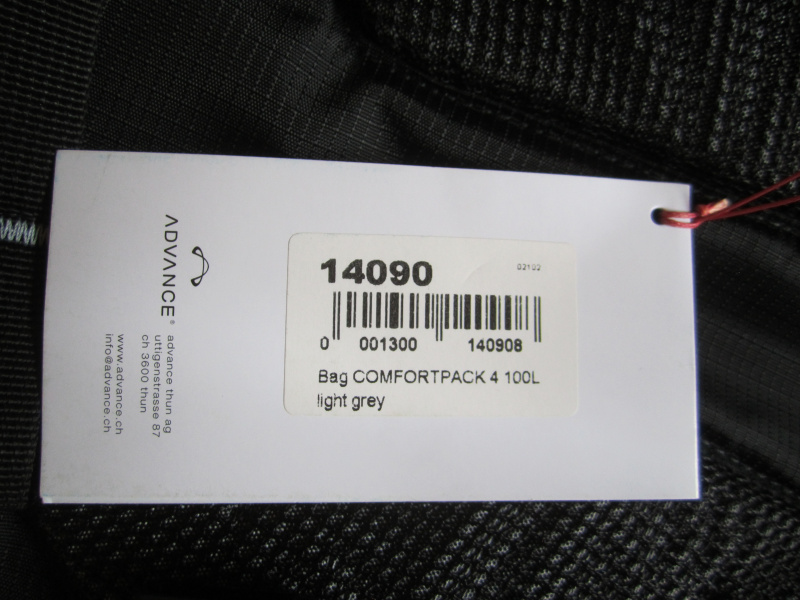 14090
02102
0 001300 140908
Bag COMFORTPACK 4 100L
light grey
ADVANCE®
advance thun ag
uttigenstrasse 87
ch 3600 thun
www.advance.ch
info@advance.ch